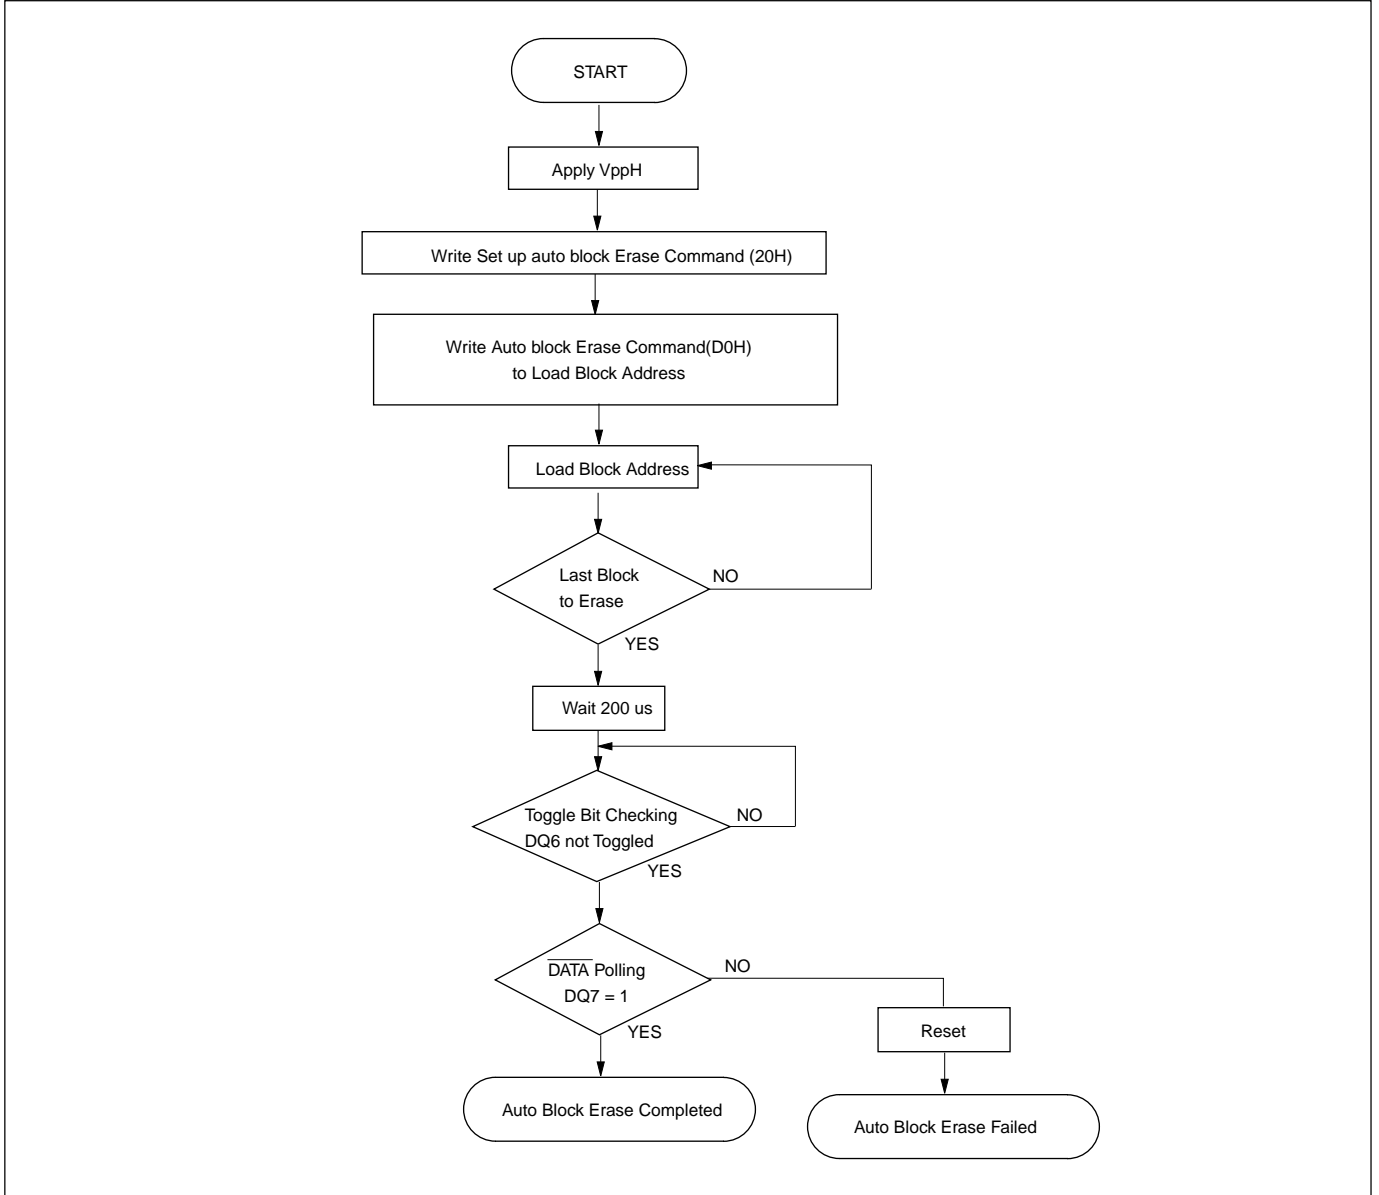 START
Apply VppH
Write Set up auto block Erase Command (20H)
Write Auto block Erase Command(D0H)
to Load Block Address
Load Block Address
Last Block
to Erase
NO
YES
Wait 200 us
Toggle Bit Checking
DQ6 not Toggled
NO
YES
DATA Polling
DQ7 = 1
NO
YES
Reset
Auto Block Erase Completed
Auto Block Erase Failed